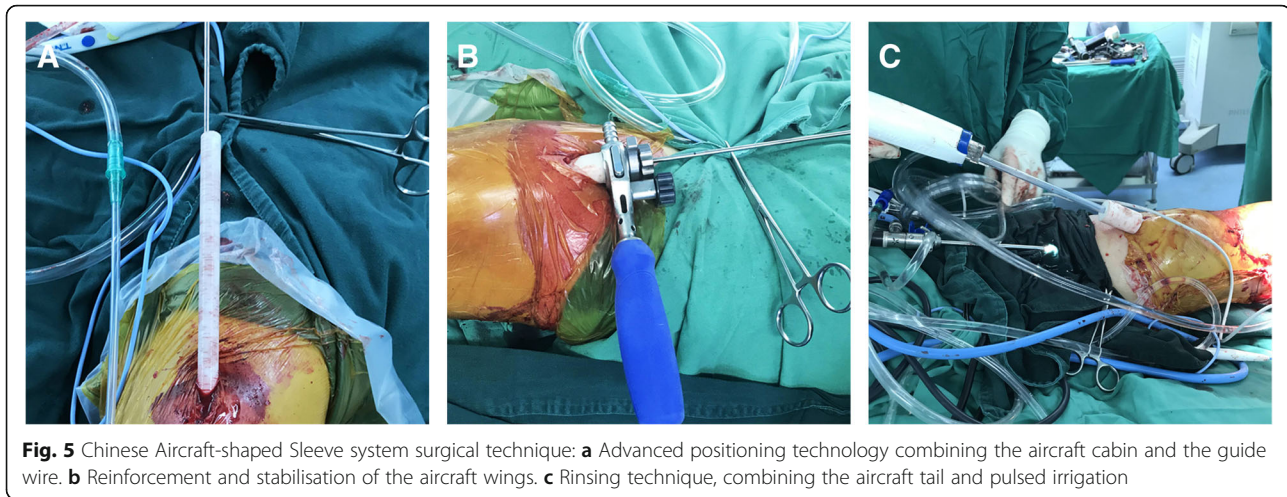 A
B
C
Fig. 5 Chinese Aircraft-shaped Sleeve system surgical technique: a Advanced positioning technology combining the aircraft cabin and the guide
wire. b Reinforcement and stabilisation of the aircraft wings. c Rinsing technique, combining the aircraft tail and pulsed irrigation